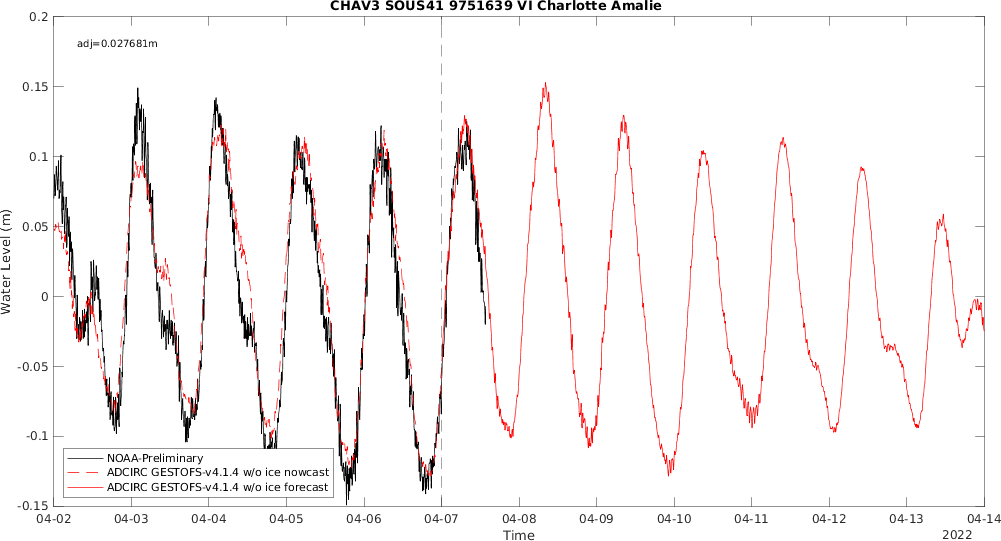 CHAV3 SOUS41 9751639 VI Charlotte Amalie
adj=0.027681m
0.2
0.15
0.1
0.05
0
-0.05
-0.1
-0.15
Water Level (m)
NOAA-Preliminary
ADCIRC GESTOFS-v4.1.4 w/o ice nowcast
ADCIRC GESTOFS-v4.1.4 w/o ice forecast
04-02 04-03 04-04 04-05 04-06 04-07 04-08 04-09 04-10 04-11 04-12 04-13 04-14
Time
2022